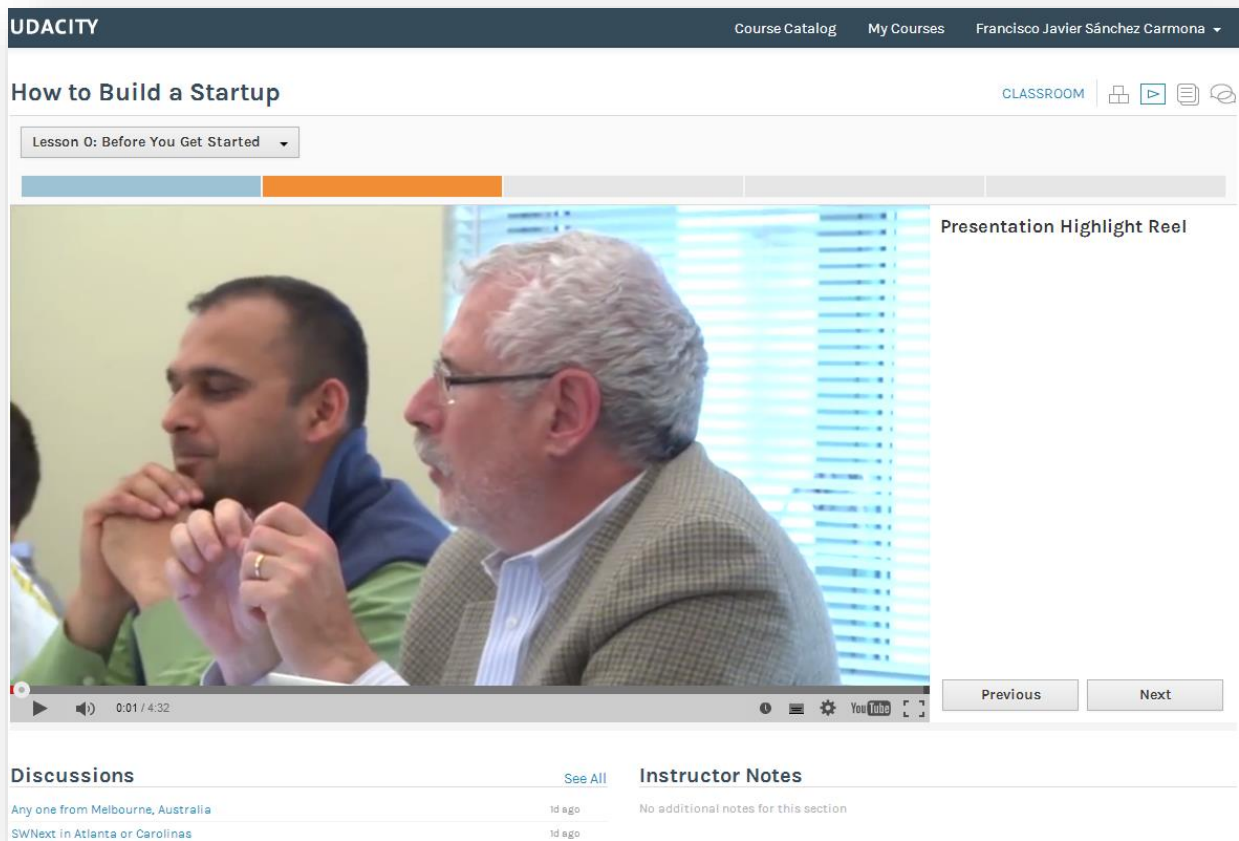 UDACITY
Course Catalog My Courses Francisco Javier Sánchez Carmona
How to Build a Startup
CLASSROOM
Lesson 0: Before You Get Started
Presentation Highlight Reel
0:01 / 4:32
YouTube
Previous Next
Discussions See All
Any one from Melbourne, Australia 1d ago
SWNext in Atlanta or Carolinas 1d ago
Instructor Notes
No additional notes for this section